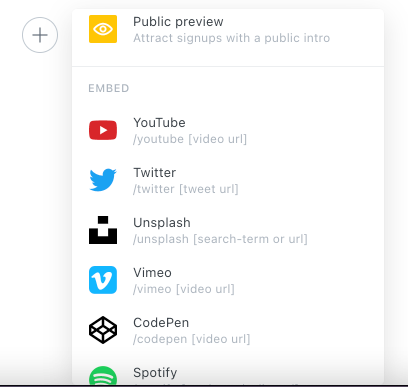 Public preview
Attract signups with a public intro
EMBED
YouTube
/youtube [video url]
Twitter
/twitter [tweet url]
Unsplash
/unsplash [search-term or url]
Vimeo
/vimeo [video url]
CodePen
/codepen [video url]
Spotify